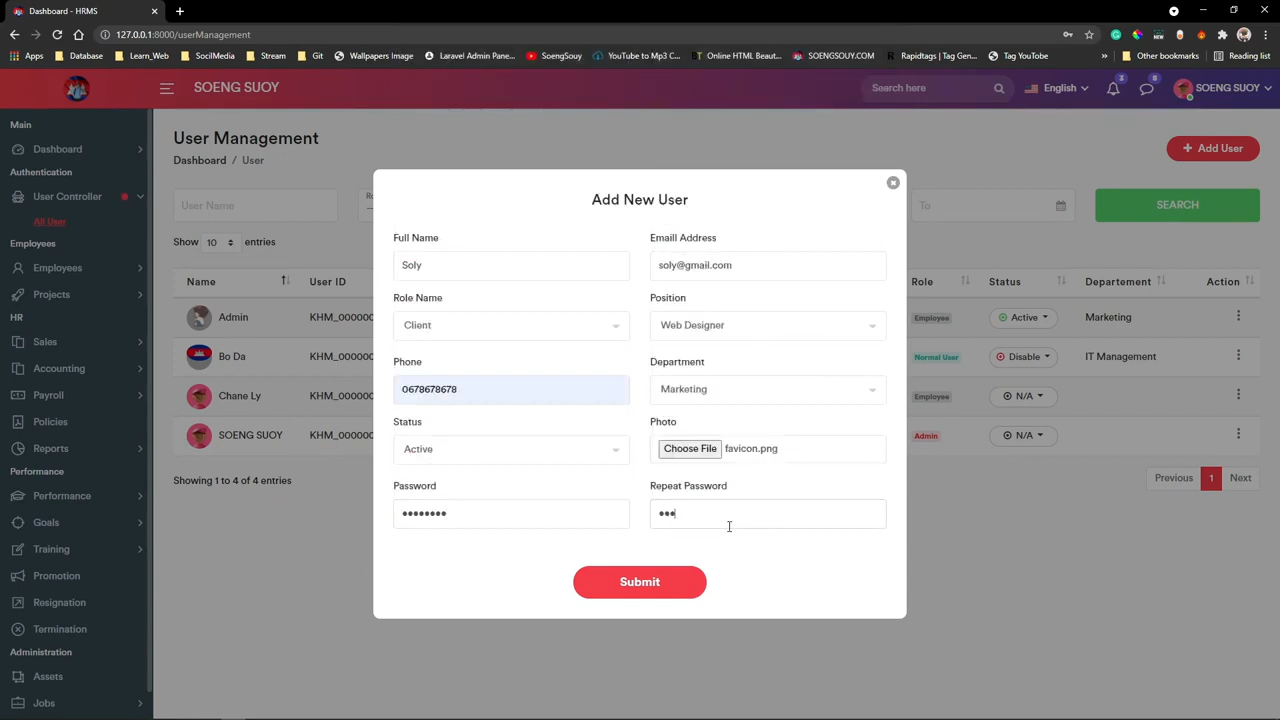 Dashboard - HRMS
127.0.0.1:8000/userManagement
Apps
Database
Learn_Web
SocilMedia
Stream
Git
Wallpapers Image
Laravel Admin Pane...
SoengSouy
YouTube to Mp3 C...
Online HTML Beaut...
SOENGSOUY.COM
Rapidtags | Tag Gen...
Tag YouTube
»
Other Bookmarks
Reading list
SOENG SUOY
Search here
English
3
8
SOENG SUOY
Main
Dashboard
Authentication
User Controller
All User
Employees
Employees
Projects
HR
Sales
Accounting
Payroll
Policies
Reports
Performance
Performance
Goals
Training
Promotion
Resignation
Termination
Administration
Assets
Jobs
User Management
Dashboard / User
+ Add User
User Name
To
SEARCH
Show 10 entries
Name User ID Role Status Departement Action
Admin Employee Active Marketing
Bo Da Normal User Disable IT Management
Chane Ly Employee N/A
SOENG SUOY Admin N/A
Showing 1 to 4 of 4 entries
Previous 1 Next
Add New User
Full Name
Emaill Address
Soly
soly@gmail.com
Role Name
Position
Client
Web Designer
Phone
Department
0678678678
Marketing
Status
Photo
Active
Choose File favicon.png
Password
Repeat Password
••••••••
•••
Submit